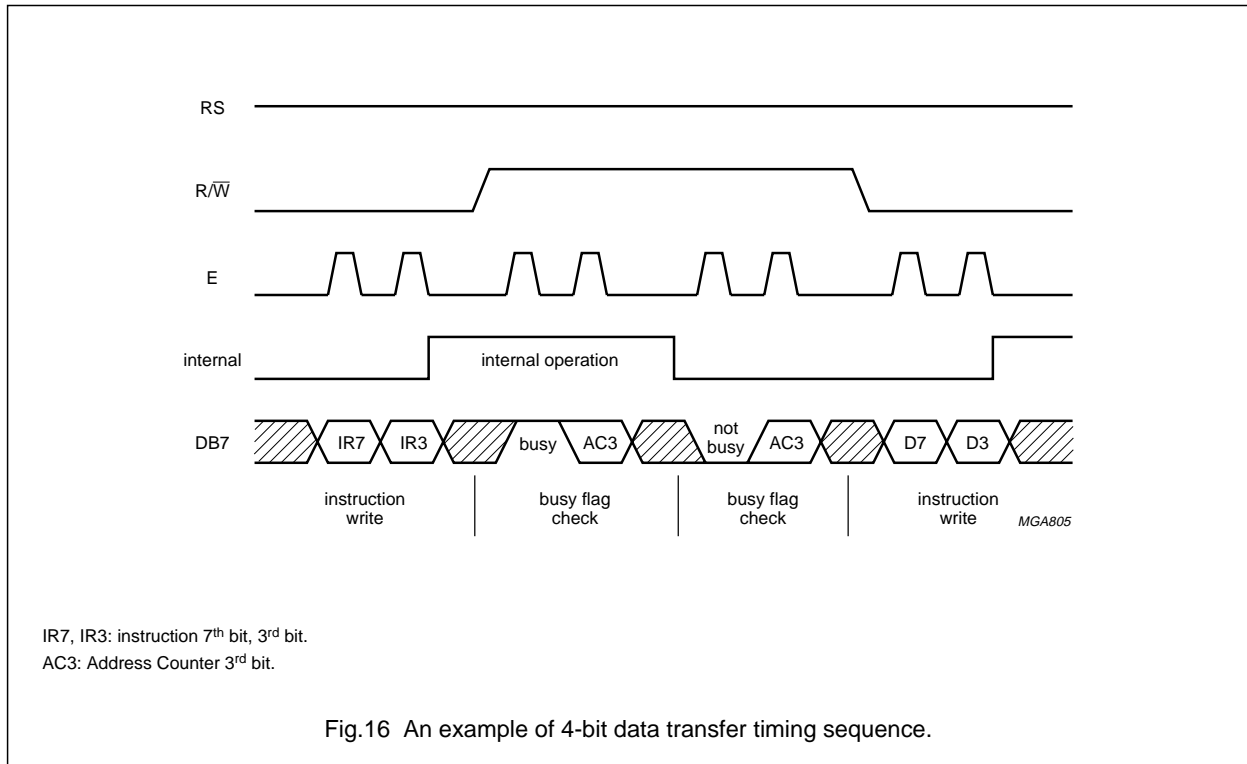 RS
R/W̅
E
internal
internal operation
DB7
IR7 IR3 busy AC3 not busy AC3 D7 D3
instruction write
busy flag check
busy flag check
instruction write
MGA805
IR7, IR3: instruction 7th bit, 3rd bit.
AC3: Address Counter 3rd bit.
Fig.16 An example of 4-bit data transfer timing sequence.